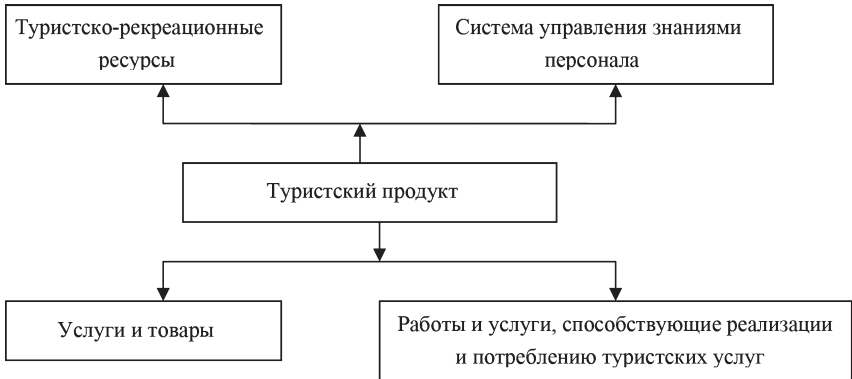 Туристско-рекреационные
ресурсы
Система управления знаниями
персонала
Туристский продукт
Услуги и товары
Работы и услуги, способствующие реализации
и потреблению туристских услуг